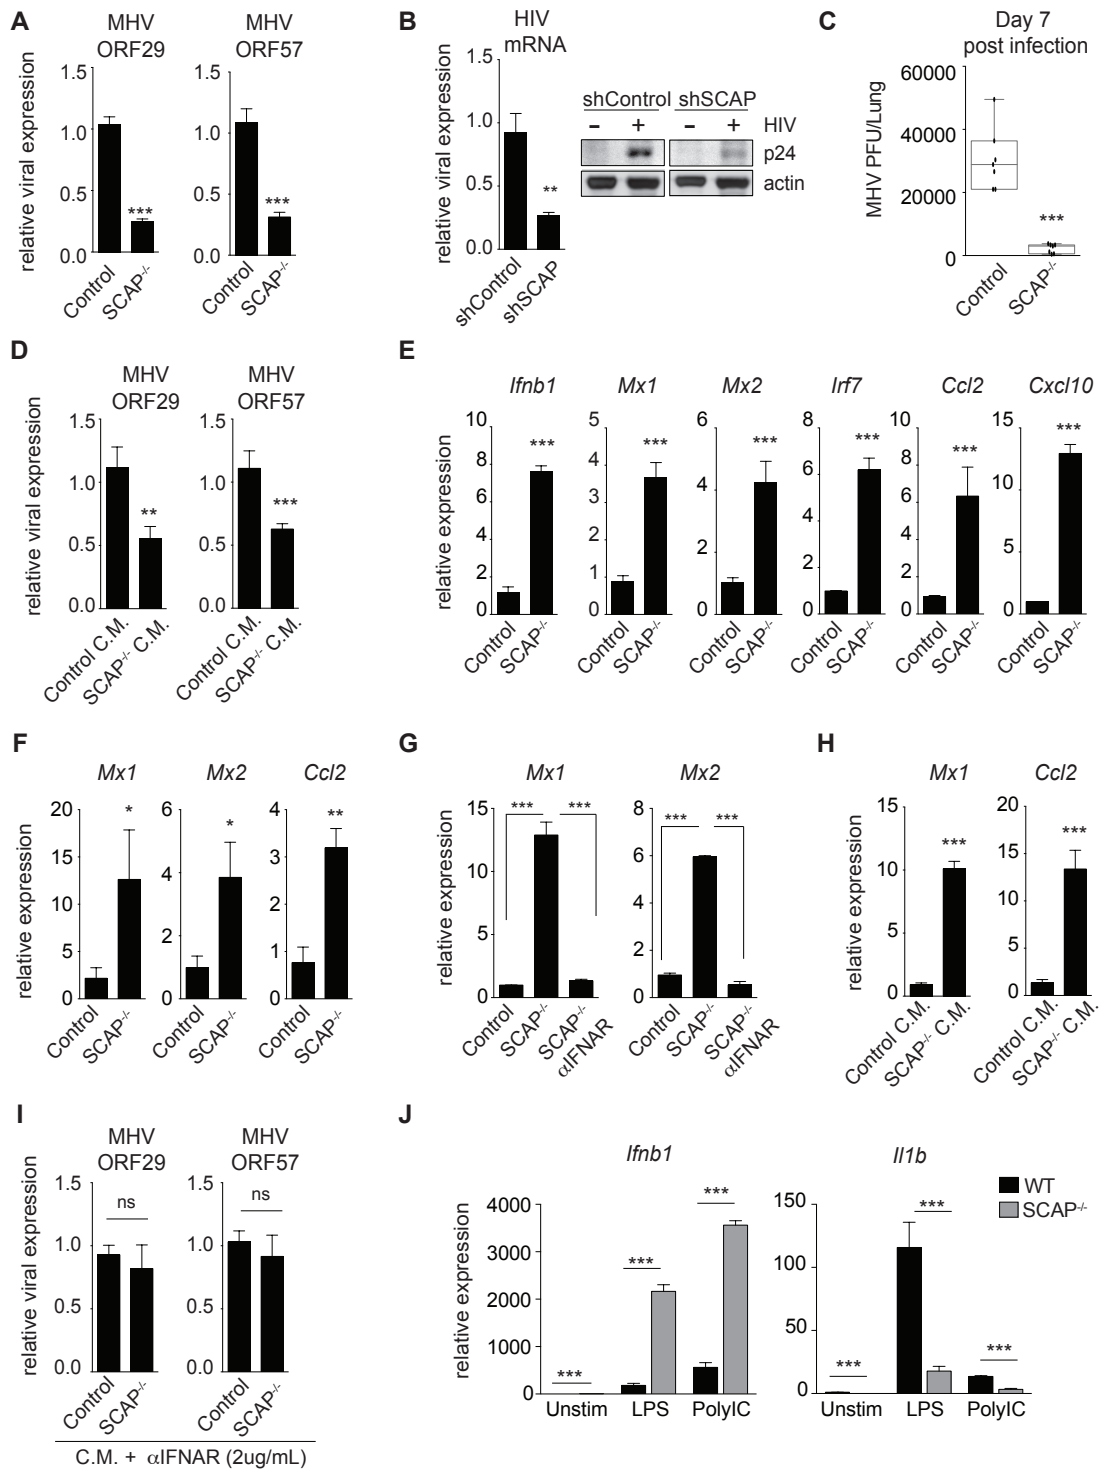 A
MHV
ORF29
MHV
ORF57
relative viral expression
1.5
1.0
0.5
0.0
***
Control
SCAP-/-
1.5
1.0
0.5
0.0
***
Control
SCAP-/-
B
HIV
mRNA
relative viral expression
1.5
1.0
0.5
0.0
**
shControl
shSCAP
shControl shSCAP
– + – + HIV
p24
actin
C
Day 7
post infection
MHV PFU/Lung
60000
40000
20000
0
***
Control
SCAP-/-
D
MHV
ORF29
MHV
ORF57
relative viral expression
1.5
1.0
0.5
0.0
**
Control C.M.
SCAP-/- C.M.
1.5
1.0
0.5
0.0
***
Control C.M.
SCAP-/- C.M.
E
relative expression
Ifnb1
10
8
6
4
2
0
***
Control
SCAP-/-
Mx1
5
4
3
2
1
0
***
Control
SCAP-/-
Mx2
6
4
2
0
***
Control
SCAP-/-
Irf7
8
6
4
2
0
***
Control
SCAP-/-
Ccl2
10
8
6
4
2
0
***
Control
SCAP-/-
Cxcl10
15
10
5
0
***
Control
SCAP-/-
F
relative expression
Mx1
20
15
10
5
0
*
Control
SCAP-/-
Mx2
6
4
2
0
*
Control
SCAP-/-
Ccl2
4
3
2
1
0
**
Control
SCAP-/-
G
relative expression
Mx1
15
10
5
0
*** ***
Control
SCAP-/-
SCAP-/-
αIFNAR
Mx2
8
6
4
2
0
*** ***
Control
SCAP-/-
SCAP-/-
αIFNAR
H
relative expression
Mx1
15
10
5
0
***
Control C.M.
SCAP-/- C.M.
Ccl2
20
15
10
5
0
***
Control C.M.
SCAP-/- C.M.
I
MHV
ORF29
MHV
ORF57
relative viral expression
1.5
1.0
0.5
0.0
ns
Control
SCAP-/-
1.5
1.0
0.5
0.0
ns
Control
SCAP-/-
C.M. + αIFNAR (2ug/mL)
J
relative expression
Ifnb1
4000
3000
2000
1000
0
***
***
***
Unstim LPS PolyIC
Il1b
150
100
50
0
***
***
***
Unstim LPS PolyIC
WT
SCAP-/-